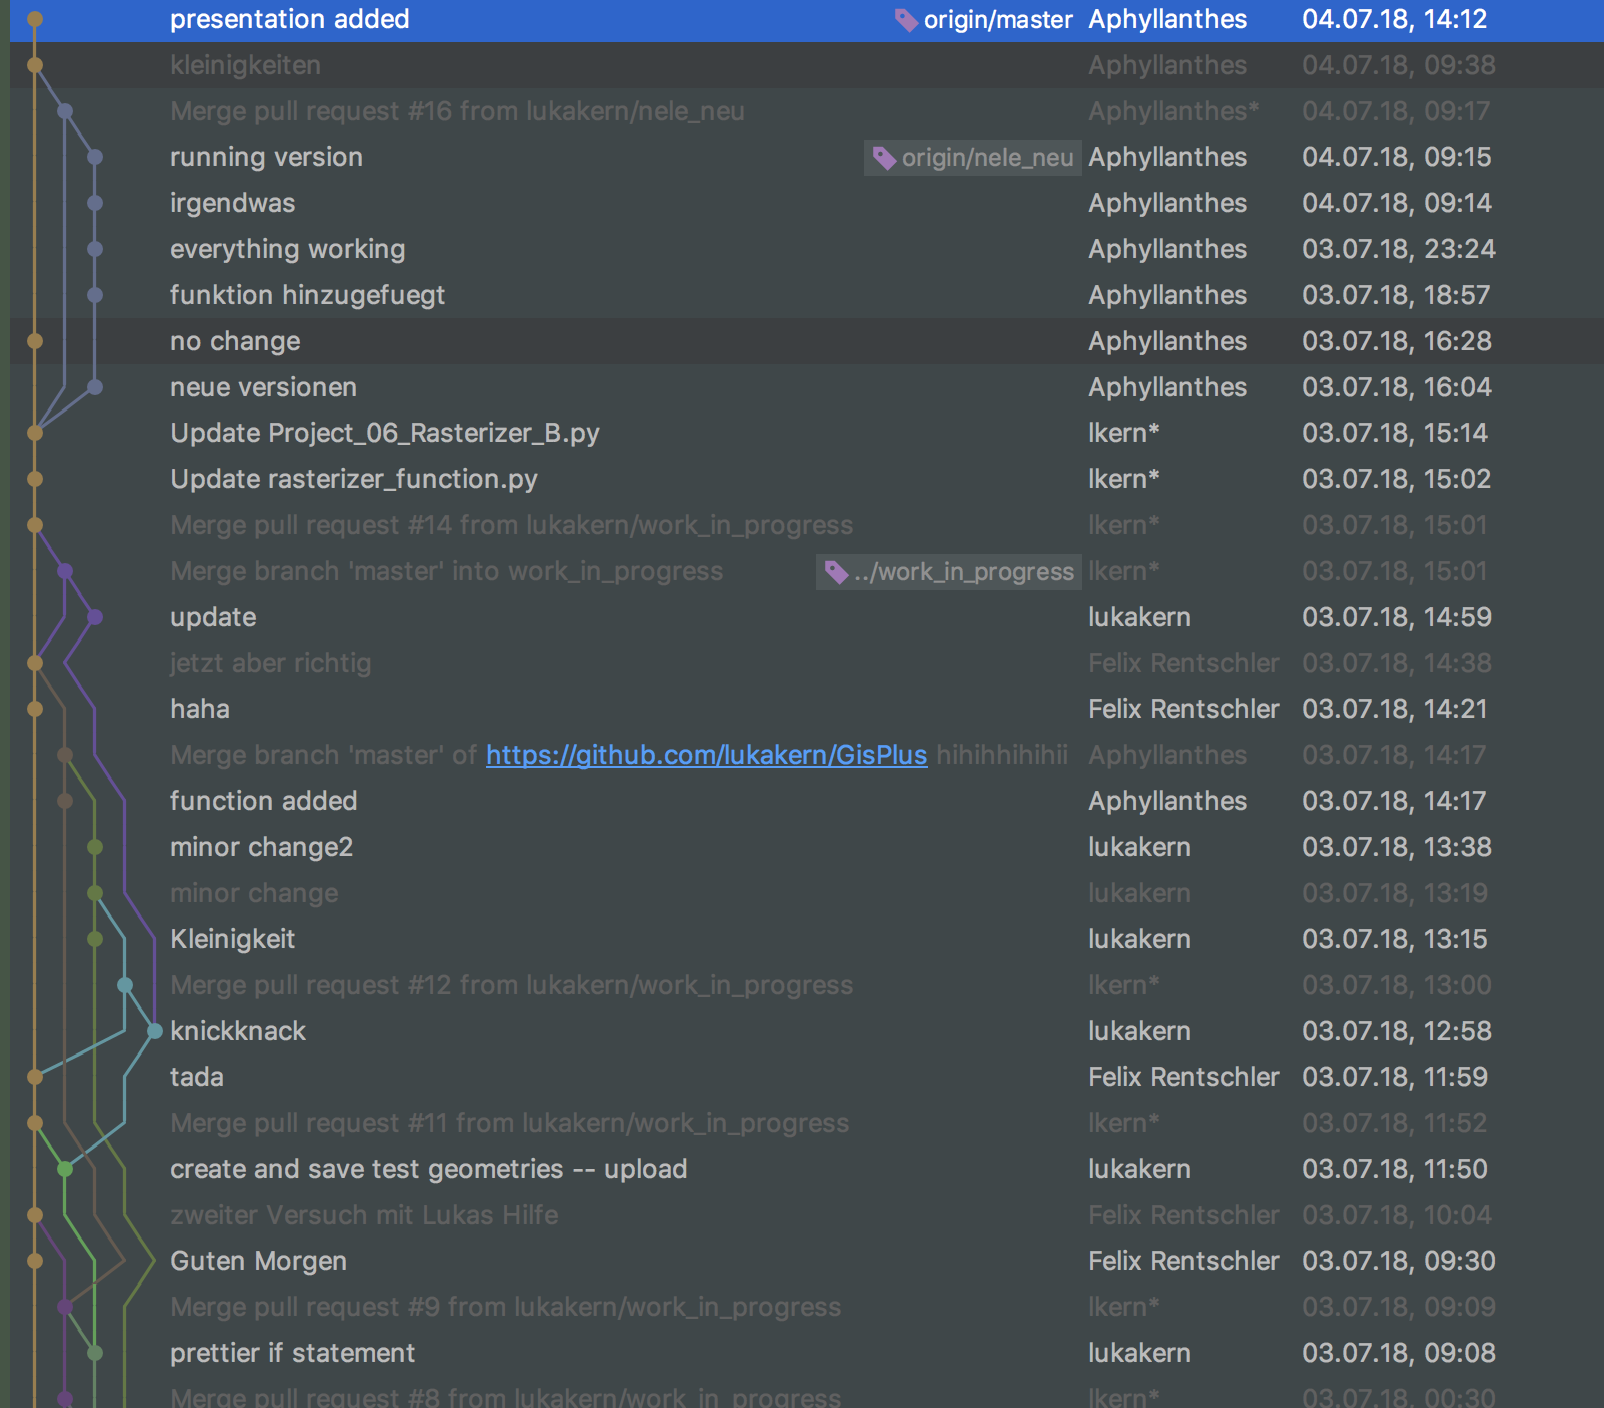 presentation added origin/master Aphyllanthes 04.07.18, 14:12
kleinigkeiten Aphyllanthes 04.07.18, 09:38
Merge pull request #16 from lukakern/nele_neu Aphyllanthes* 04.07.18, 09:17
running version origin/nele_neu Aphyllanthes 04.07.18, 09:15
irgendwas Aphyllanthes 04.07.18, 09:14
everything working Aphyllanthes 03.07.18, 23:24
funktion hinzugefuegt Aphyllanthes 03.07.18, 18:57
no change Aphyllanthes 03.07.18, 16:28
neue versionen Aphyllanthes 03.07.18, 16:04
Update Project_06_Rasterizer_B.py lkern* 03.07.18, 15:14
Update rasterizer_function.py lkern* 03.07.18, 15:02
Merge pull request #14 from lukakern/work_in_progress lkern* 03.07.18, 15:01
Merge branch 'master' into work_in_progress ../work_in_progress lkern* 03.07.18, 15:01
update lukakern 03.07.18, 14:59
jetzt aber richtig Felix Rentschler 03.07.18, 14:38
haha Felix Rentschler 03.07.18, 14:21
Merge branch 'master' of https://github.com/lukakern/GisPlus hihihhihihii Aphyllanthes 03.07.18, 14:17
function added Aphyllanthes 03.07.18, 14:17
minor change2 lukakern 03.07.18, 13:38
minor change lukakern 03.07.18, 13:19
Kleinigkeit lukakern 03.07.18, 13:15
Merge pull request #12 from lukakern/work_in_progress lkern* 03.07.18, 13:00
knickknack lukakern 03.07.18, 12:58
tada Felix Rentschler 03.07.18, 11:59
Merge pull request #11 from lukakern/work_in_progress lkern* 03.07.18, 11:52
create and save test geometries -- upload lukakern 03.07.18, 11:50
zweiter Versuch mit Lukas Hilfe Felix Rentschler 03.07.18, 10:04
Guten Morgen Felix Rentschler 03.07.18, 09:30
Merge pull request #9 from lukakern/work_in_progress lkern* 03.07.18, 09:09
prettier if statement lukakern 03.07.18, 09:08
Merge pull request #8 from lukakern/work_in_progress lkern* 03.07.18, 00:30